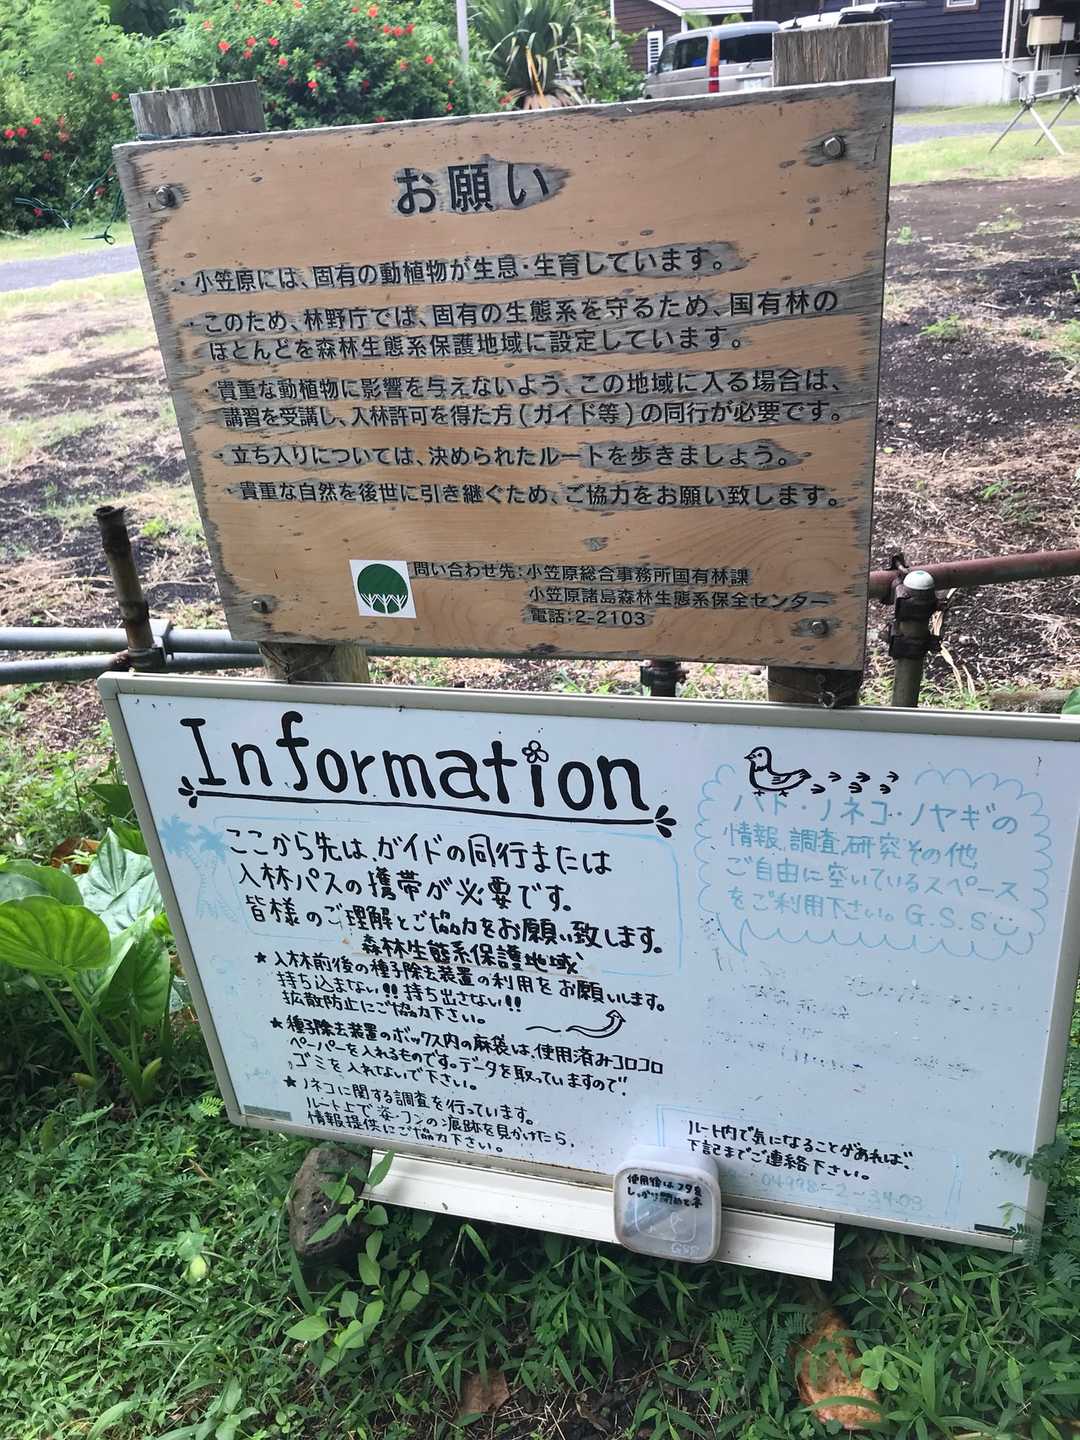 お願い
・小笠原には、固有の動植物が生息・生育しています。
・このため、林野庁では、固有の生態系を守るため、国有林の
ほとんどを森林生態系保護地域に設定しています。
・貴重な動植物に影響を与えないよう、この地域に入る場合は、
講習を受講し、入林許可を得た方(ガイド等)の同行が必要です。
・立ち入りについては、決められたルートを歩きましょう。
・貴重な自然を後世に引き継ぐため、ご協力をお願い致します。
問い合わせ先:小笠原総合事務所国有林課
小笠原諸島森林生態系保全センター
電話:2-2103
Information
ここから先は、ガイドの同行または
入林パスの携帯が必要です。
皆様のご理解とご協力をお願い致します。
森林生態系保護地域
★入林前後の種子除去装置の利用をお願いします。
持ち込まない!!持ち出さない!!
拡散防止にご協力下さい。
★種子除去装置のボックス内の麻袋は、使用済みコロコロ
ペーパーを入れるものです。データを取っていますので、
ゴミを入れないで下さい。
★ノネコに関する調査を行っています。
ルート上で姿・フンの痕跡を見かけたら、
情報提供にご協力下さい。
ハト・ノネコ・ノヤギの
情報、調査、研究その他、
ご自由に空いているスペース
をご利用下さい。G.S.S
ルート内で気になることがあれば、
下記までご連絡下さい。
04998-2-3403
使用後はフタを
しっかり閉めてネ
GSS